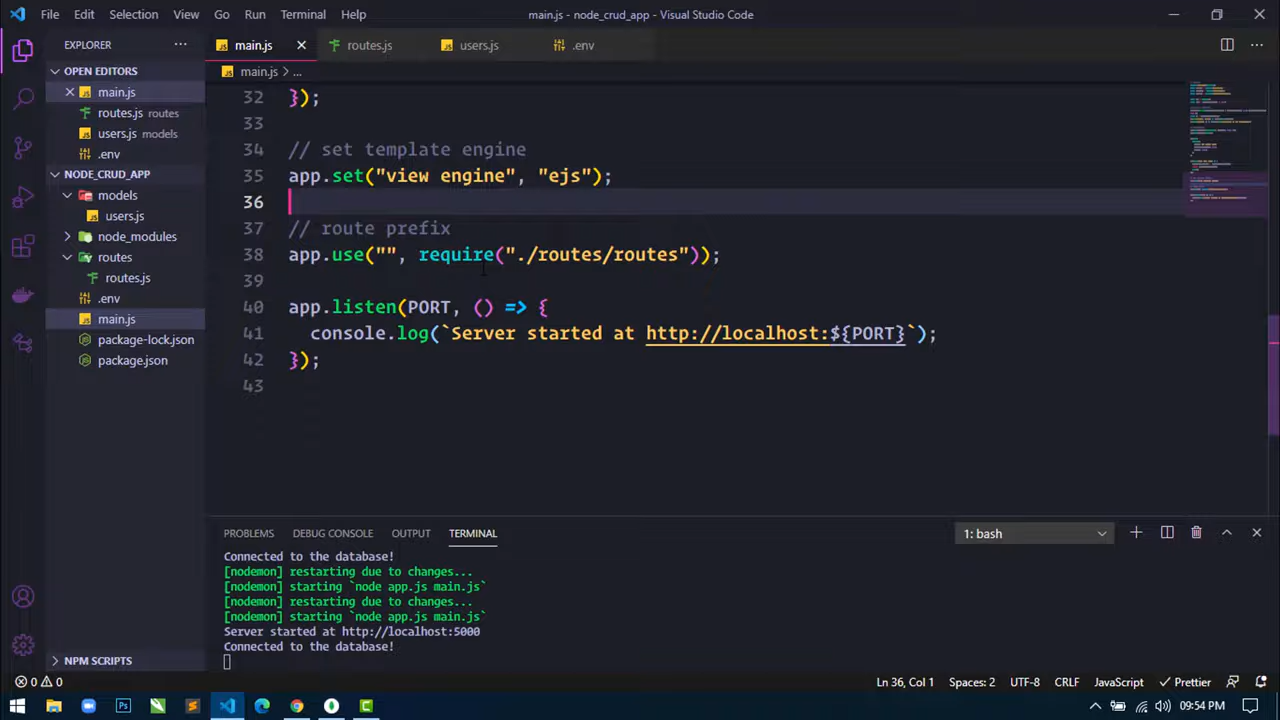 File Edit Selection View Go Run Terminal Help main.js - node_crud_app - Visual Studio Code
EXPLORER
main.js
routes.js
users.js
.env
OPEN EDITORS
main.js
routes.js routes
users.js models
.env
NODE_CRUD_APP
models
users.js
node_modules
routes
routes.js
.env
main.js
package-lock.json
package.json
NPM SCRIPTS
main.js > ...
32 });
33
34 // set template engine
35 app.set("view engine", "ejs");
36
37 // route prefix
38 app.use("", require("./routes/routes"));
39
40 app.listen(PORT, () => {
41 console.log(`Server started at http://localhost:${PORT}`);
42 });
43
PROBLEMS DEBUG CONSOLE OUTPUT TERMINAL 1: bash
Connected to the database!
[nodemon] restarting due to changes...
[nodemon] starting `node app.js main.js`
[nodemon] restarting due to changes...
[nodemon] starting `node app.js main.js`
Server started at http://localhost:5000
Connected to the database!
0 0 Ln 36, Col 1 Spaces: 2 UTF-8 CRLF JavaScript Prettier
Ps 09:54 PM